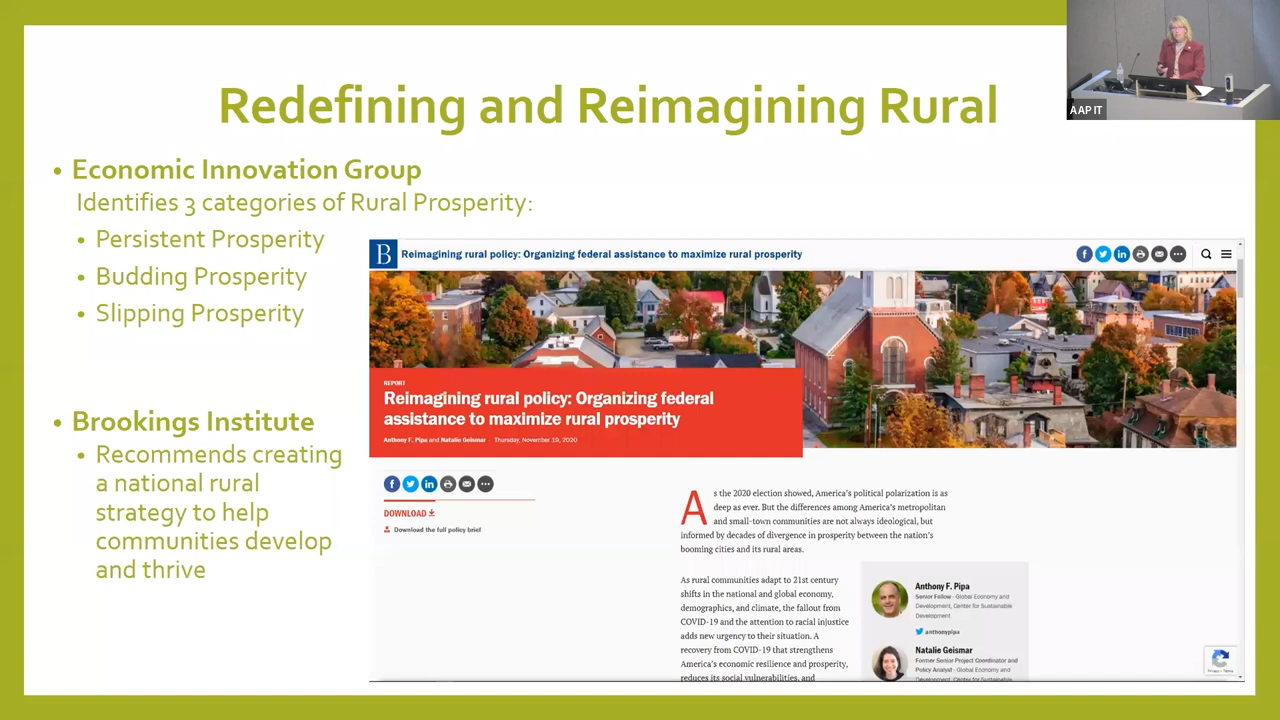 AAP IT
Redefining and Reimagining Rural
• Economic Innovation Group
Identifies 3 categories of Rural Prosperity:
• Persistent Prosperity
• Budding Prosperity
• Slipping Prosperity
• Brookings Institute
• Recommends creating
a national rural
strategy to help
communities develop
and thrive
B Reimagining rural policy: Organizing federal assistance to maximize rural prosperity
REPORT
Reimagining rural policy: Organizing federal
assistance to maximize rural prosperity
Anthony F. Pipa and Natalie Geismar · Thursday, November 19, 2020
DOWNLOAD
Download the full policy brief
As the 2020 election showed, America's political polarization is as
deep as ever. But the differences among America's metropolitan
and small-town communities are not always ideological, but
informed by decades of divergence in prosperity between the nation's
booming cities and its rural areas.
As rural communities adapt to 21st century
shifts in the national and global economy,
demographics, and climate, the fallout from
COVID-19 and the attention to racial injustice
adds new urgency to their situation. A
recovery from COVID-19 that strengthens
America's economic resilience and prosperity,
reduces its social vulnerabilities, and
Anthony F. Pipa
Senior Fellow - Global Economy and
Development, Center for Sustainable
Development
anthonypipa
Natalie Geismar
Former Senior Project Coordinator and
Policy Analyst - Global Economy and
Development, Center for Sustainable
Privacy - Terms